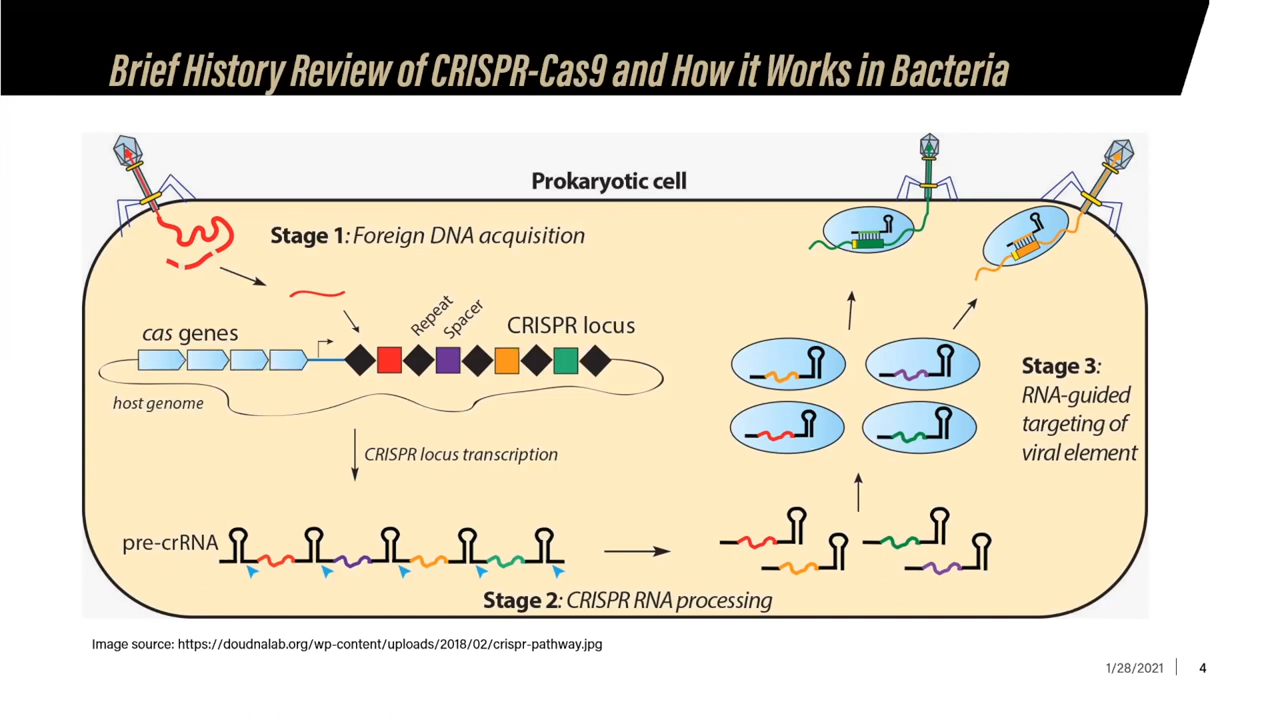 Brief History Review of CRISPR-Cas9 and How it Works in Bacteria
Prokaryotic cell
Stage 1: Foreign DNA acquisition
cas genes
Repeat
Spacer
CRISPR locus
host genome
CRISPR locus transcription
pre-crRNA
Stage 2: CRISPR RNA processing
Stage 3:
RNA-guided
targeting of
viral element
Image source: https://doudnalab.org/wp-content/uploads/2018/02/crispr-pathway.jpg
1/28/2021
4